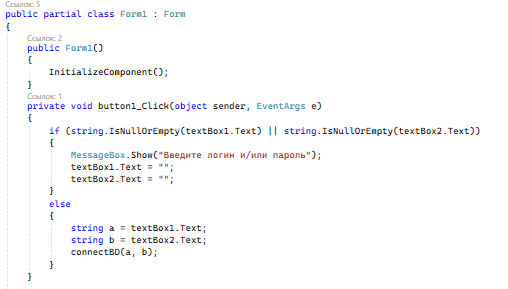 Ссылок: 5
public partial class Form1 : Form
{
Ссылок: 2
public Form1()
{
InitializeComponent();
}
Ссылок: 1
private void button1_Click(object sender, EventArgs e)
{
if (string.IsNullOrEmpty(textBox1.Text) || string.IsNullOrEmpty(textBox2.Text))
{
MessageBox.Show("Введите логин и/или пароль");
textBox1.Text = "";
textBox2.Text = "";
}
else
{
string a = textBox1.Text;
string b = textBox2.Text;
connectBD(a, b);
}
}